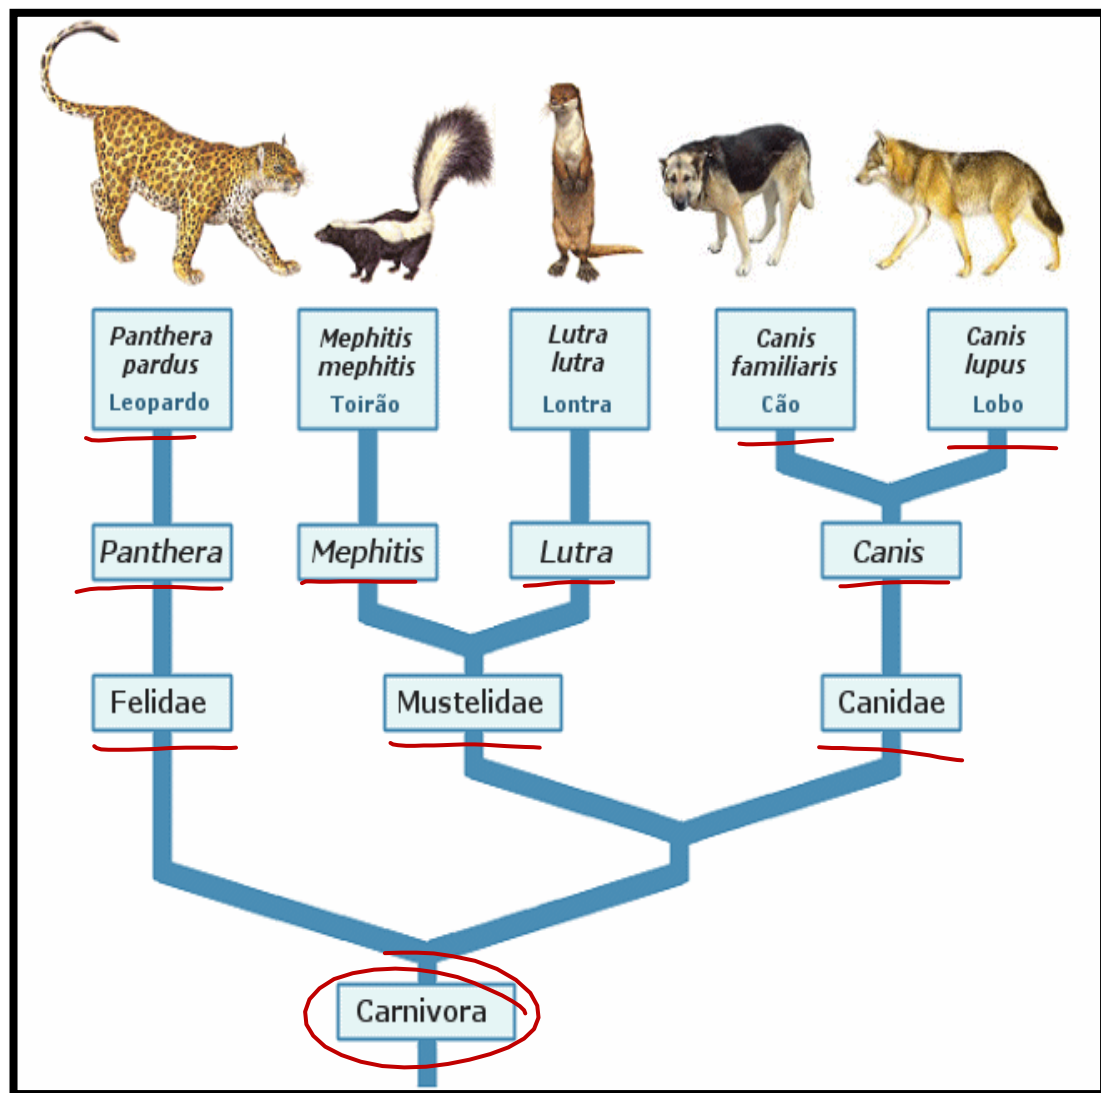 Panthera
pardus
Leopardo
Mephitis
mephitis
Toirão
Lutra
lutra
Lontra
Canis
familiaris
Cão
Canis
lupus
Lobo
Panthera
Mephitis
Lutra
Canis
Felidae
Mustelidae
Canidae
Carnivora